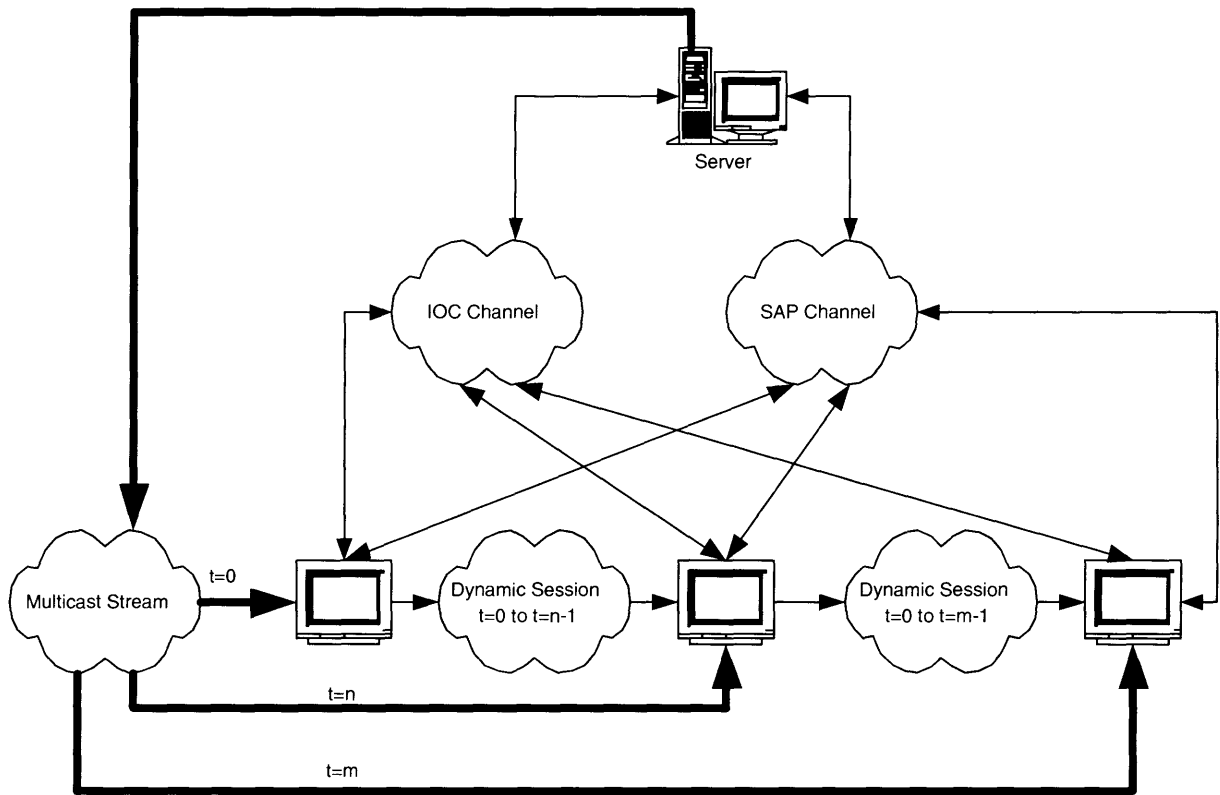 Server
IOC Channel
SAP Channel
t=0
Multicast Stream
Dynamic Session
t=0 to t=n-1
Dynamic Session
t=0 to t=m-1
t=n
t=m